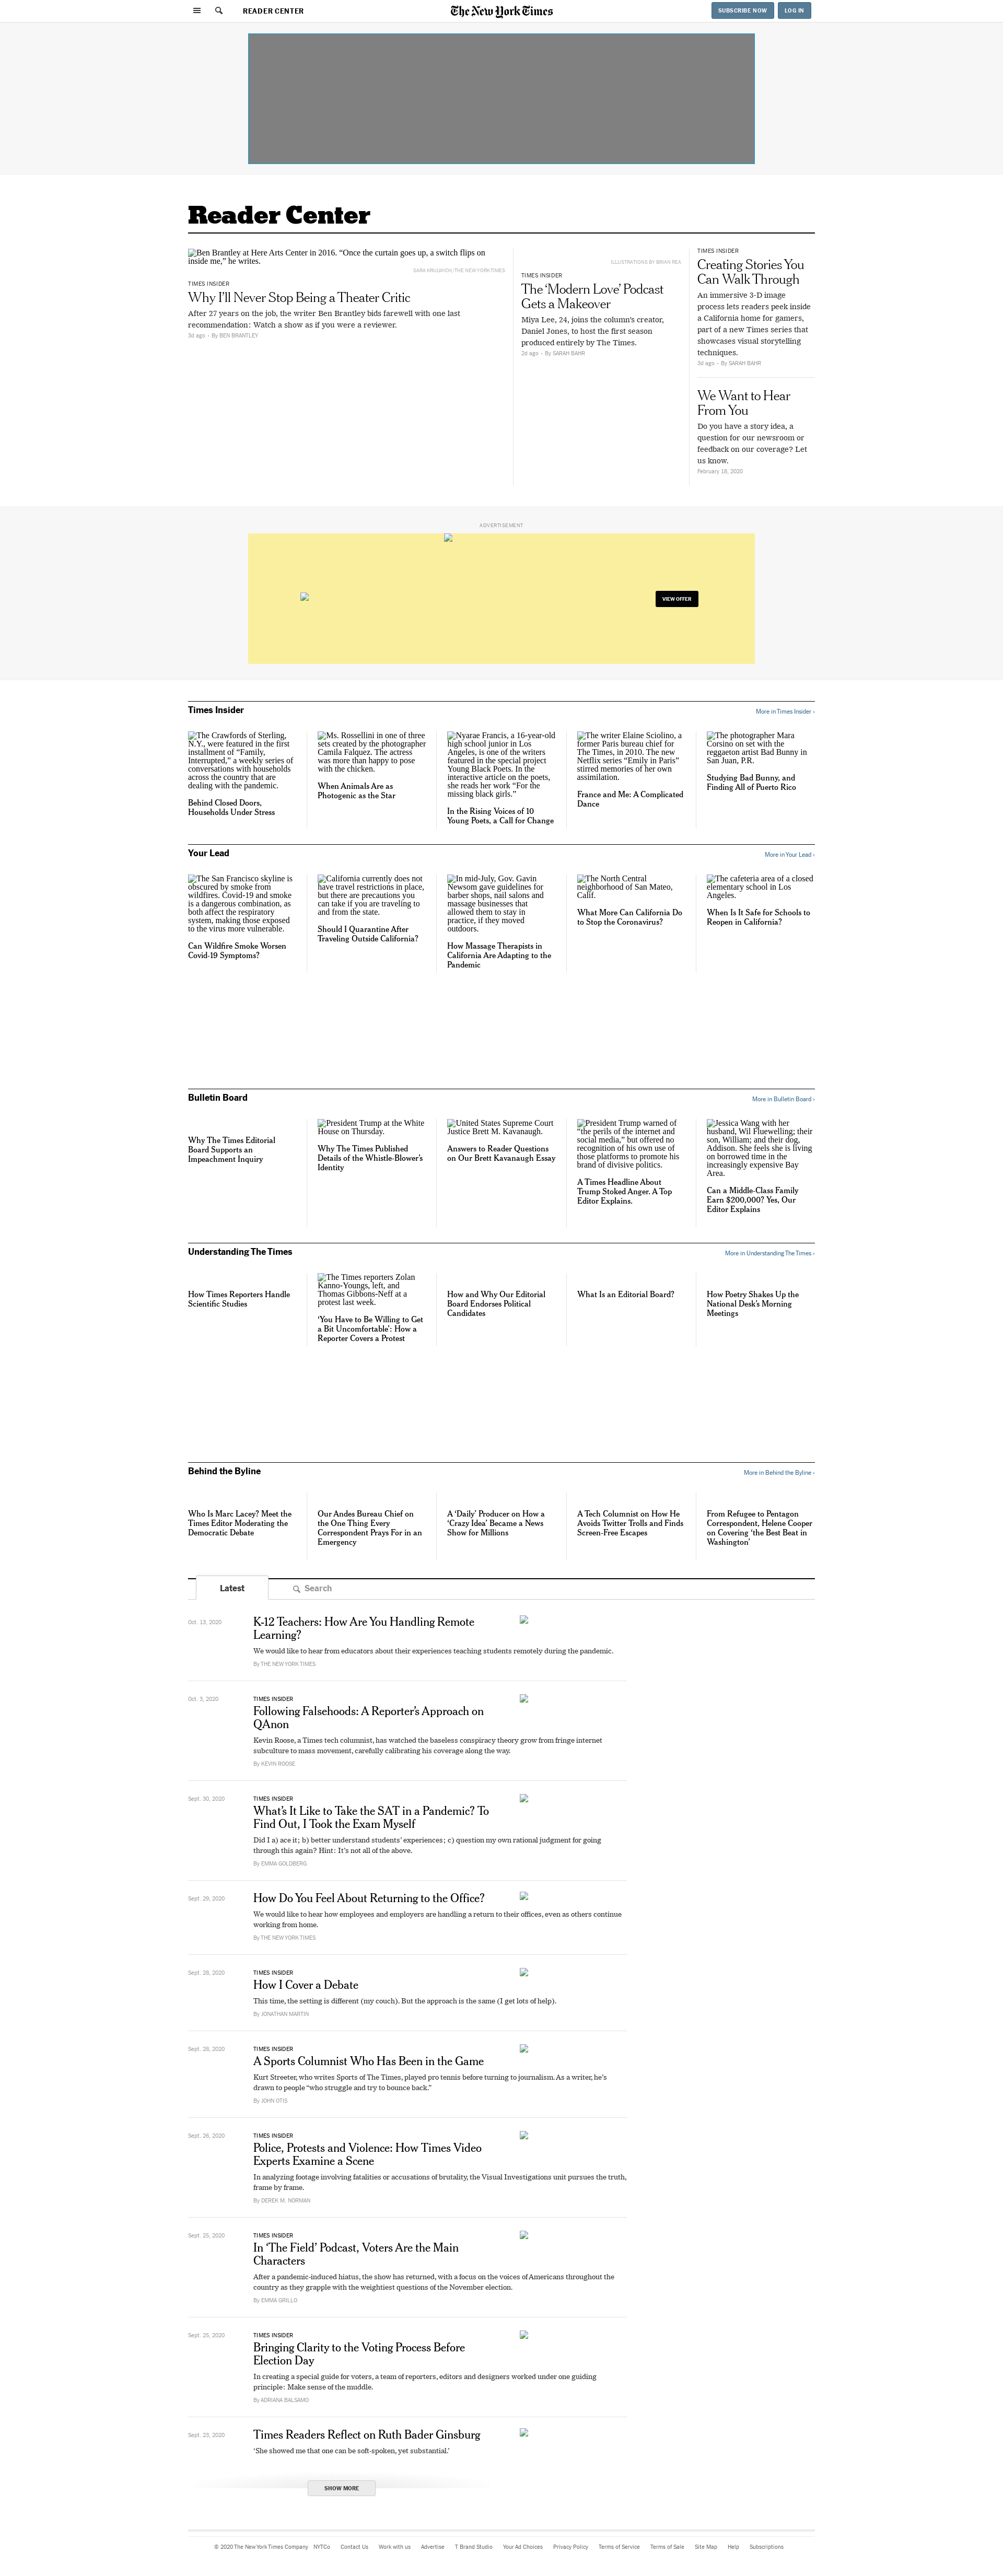 READER CENTER
The New York Times
SUBSCRIBE NOW
LOG IN
Reader Center
Ben Brantley at Here Arts Center in 2016. “Once the curtain goes up, a switch flips on
inside me,” he writes.
SARA KRULWICH/THE NEW YORK TIMES
TIMES INSIDER
Why I’ll Never Stop Being a Theater Critic
After 27 years on the job, the writer Ben Brantley bids farewell with one last
recommendation: Watch a show as if you were a reviewer.
3d ago · By BEN BRANTLEY
ILLUSTRATIONS BY BRIAN REA
TIMES INSIDER
The ‘Modern Love’ Podcast
Gets a Makeover
Miya Lee, 24, joins the column’s creator,
Daniel Jones, to host the first season
produced entirely by The Times.
2d ago · By SARAH BAHR
TIMES INSIDER
Creating Stories You
Can Walk Through
An immersive 3-D image
process lets readers peek inside
a California home for gamers,
part of a new Times series that
showcases visual storytelling
techniques.
3d ago · By SARAH BAHR
We Want to Hear
From You
Do you have a story idea, a
question for our newsroom or
feedback on our coverage? Let
us know.
February 18, 2020
ADVERTISEMENT
VIEW OFFER
Times Insider
More in Times Insider ›
The Crawfords of Sterling,
N.Y., were featured in the first
installment of “Family,
Interrupted,” a weekly series of
conversations with households
across the country that are
dealing with the pandemic.
Behind Closed Doors,
Households Under Stress
Ms. Rossellini in one of three
sets created by the photographer
Camila Falquez. The actress
was more than happy to pose
with the chicken.
When Animals Are as
Photogenic as the Star
Nyarae Francis, a 16-year-old
high school junior in Los
Angeles, is one of the writers
featured in the special project
Young Black Poets. In the
interactive article on the poets,
she reads her work “For the
missing black girls.”
In the Rising Voices of 10
Young Poets, a Call for Change
The writer Elaine Sciolino, a
former Paris bureau chief for
The Times, in 2010. The new
Netflix series “Emily in Paris”
stirred memories of her own
assimilation.
France and Me: A Complicated
Dance
The photographer Mara
Corsino on set with the
reggaeton artist Bad Bunny in
San Juan, P.R.
Studying Bad Bunny, and
Finding All of Puerto Rico
Your Lead
More in Your Lead ›
The San Francisco skyline is
obscured by smoke from
wildfires. Covid-19 and smoke
is a dangerous combination, as
both affect the respiratory
system, making those exposed
to the virus more vulnerable.
Can Wildfire Smoke Worsen
Covid-19 Symptoms?
California currently does not
have travel restrictions in place,
but there are precautions you
can take if you are traveling to
and from the state.
Should I Quarantine After
Traveling Outside California?
In mid-July, Gov. Gavin
Newsom gave guidelines for
barber shops, nail salons and
massage businesses that
allowed them to stay in
practice, if they moved
outdoors.
How Massage Therapists in
California Are Adapting to the
Pandemic
The North Central
neighborhood of San Mateo,
Calif.
What More Can California Do
to Stop the Coronavirus?
The cafeteria area of a closed
elementary school in Los
Angeles.
When Is It Safe for Schools to
Reopen in California?
Bulletin Board
More in Bulletin Board ›
Why The Times Editorial
Board Supports an
Impeachment Inquiry
President Trump at the White
House on Thursday.
Why The Times Published
Details of the Whistle-Blower’s
Identity
United States Supreme Court
Justice Brett M. Kavanaugh.
Answers to Reader Questions
on Our Brett Kavanaugh Essay
President Trump warned of
“the perils of the internet and
social media,” but offered no
recognition of his own use of
those platforms to promote his
brand of divisive politics.
A Times Headline About
Trump Stoked Anger. A Top
Editor Explains.
Jessica Wang with her
husband, Wil Fluewelling; their
son, William; and their dog,
Addison. She feels she is living
on borrowed time in the
increasingly expensive Bay
Area.
Can a Middle-Class Family
Earn $200,000? Yes, Our
Editor Explains
Understanding The Times
More in Understanding The Times ›
How Times Reporters Handle
Scientific Studies
The Times reporters Zolan
Kanno-Youngs, left, and
Thomas Gibbons-Neff at a
protest last week.
‘You Have to Be Willing to Get
a Bit Uncomfortable’: How a
Reporter Covers a Protest
How and Why Our Editorial
Board Endorses Political
Candidates
What Is an Editorial Board?
How Poetry Shakes Up the
National Desk’s Morning
Meetings
Behind the Byline
More in Behind the Byline ›
Who Is Marc Lacey? Meet the
Times Editor Moderating the
Democratic Debate
Our Andes Bureau Chief on
the One Thing Every
Correspondent Prays For in an
Emergency
A ‘Daily’ Producer on How a
‘Crazy Idea’ Became a News
Show for Millions
A Tech Columnist on How He
Avoids Twitter Trolls and Finds
Screen-Free Escapes
From Refugee to Pentagon
Correspondent, Helene Cooper
on Covering ‘the Best Beat in
Washington’
Latest
Search
Oct. 13, 2020
K-12 Teachers: How Are You Handling Remote
Learning?
We would like to hear from educators about their experiences teaching students remotely during the pandemic.
By THE NEW YORK TIMES
Oct. 3, 2020
TIMES INSIDER
Following Falsehoods: A Reporter’s Approach on
QAnon
Kevin Roose, a Times tech columnist, has watched the baseless conspiracy theory grow from fringe internet
subculture to mass movement, carefully calibrating his coverage along the way.
By KEVIN ROOSE
Sept. 30, 2020
TIMES INSIDER
What’s It Like to Take the SAT in a Pandemic? To
Find Out, I Took the Exam Myself
Did I a) ace it; b) better understand students’ experiences; c) question my own rational judgment for going
through this again? Hint: It’s not all of the above.
By EMMA GOLDBERG
Sept. 29, 2020
How Do You Feel About Returning to the Office?
We would like to hear how employees and employers are handling a return to their offices, even as others continue
working from home.
By THE NEW YORK TIMES
Sept. 28, 2020
TIMES INSIDER
How I Cover a Debate
This time, the setting is different (my couch). But the approach is the same (I get lots of help).
By JONATHAN MARTIN
Sept. 28, 2020
TIMES INSIDER
A Sports Columnist Who Has Been in the Game
Kurt Streeter, who writes Sports of The Times, played pro tennis before turning to journalism. As a writer, he’s
drawn to people “who struggle and try to bounce back.”
By JOHN OTIS
Sept. 26, 2020
TIMES INSIDER
Police, Protests and Violence: How Times Video
Experts Examine a Scene
In analyzing footage involving fatalities or accusations of brutality, the Visual Investigations unit pursues the truth,
frame by frame.
By DEREK M. NORMAN
Sept. 25, 2020
TIMES INSIDER
In ‘The Field’ Podcast, Voters Are the Main
Characters
After a pandemic-induced hiatus, the show has returned, with a focus on the voices of Americans throughout the
country as they grapple with the weightiest questions of the November election.
By EMMA GRILLO
Sept. 25, 2020
TIMES INSIDER
Bringing Clarity to the Voting Process Before
Election Day
In creating a special guide for voters, a team of reporters, editors and designers worked under one guiding
principle: Make sense of the muddle.
By ADRIANA BALSAMO
Sept. 23, 2020
Times Readers Reflect on Ruth Bader Ginsburg
‘She showed me that one can be soft-spoken, yet substantial.’
SHOW MORE
© 2020 The New York Times Company NYTCo Contact Us Work with us Advertise T Brand Studio Your Ad Choices Privacy Policy Terms of Service Terms of Sale Site Map Help Subscriptions